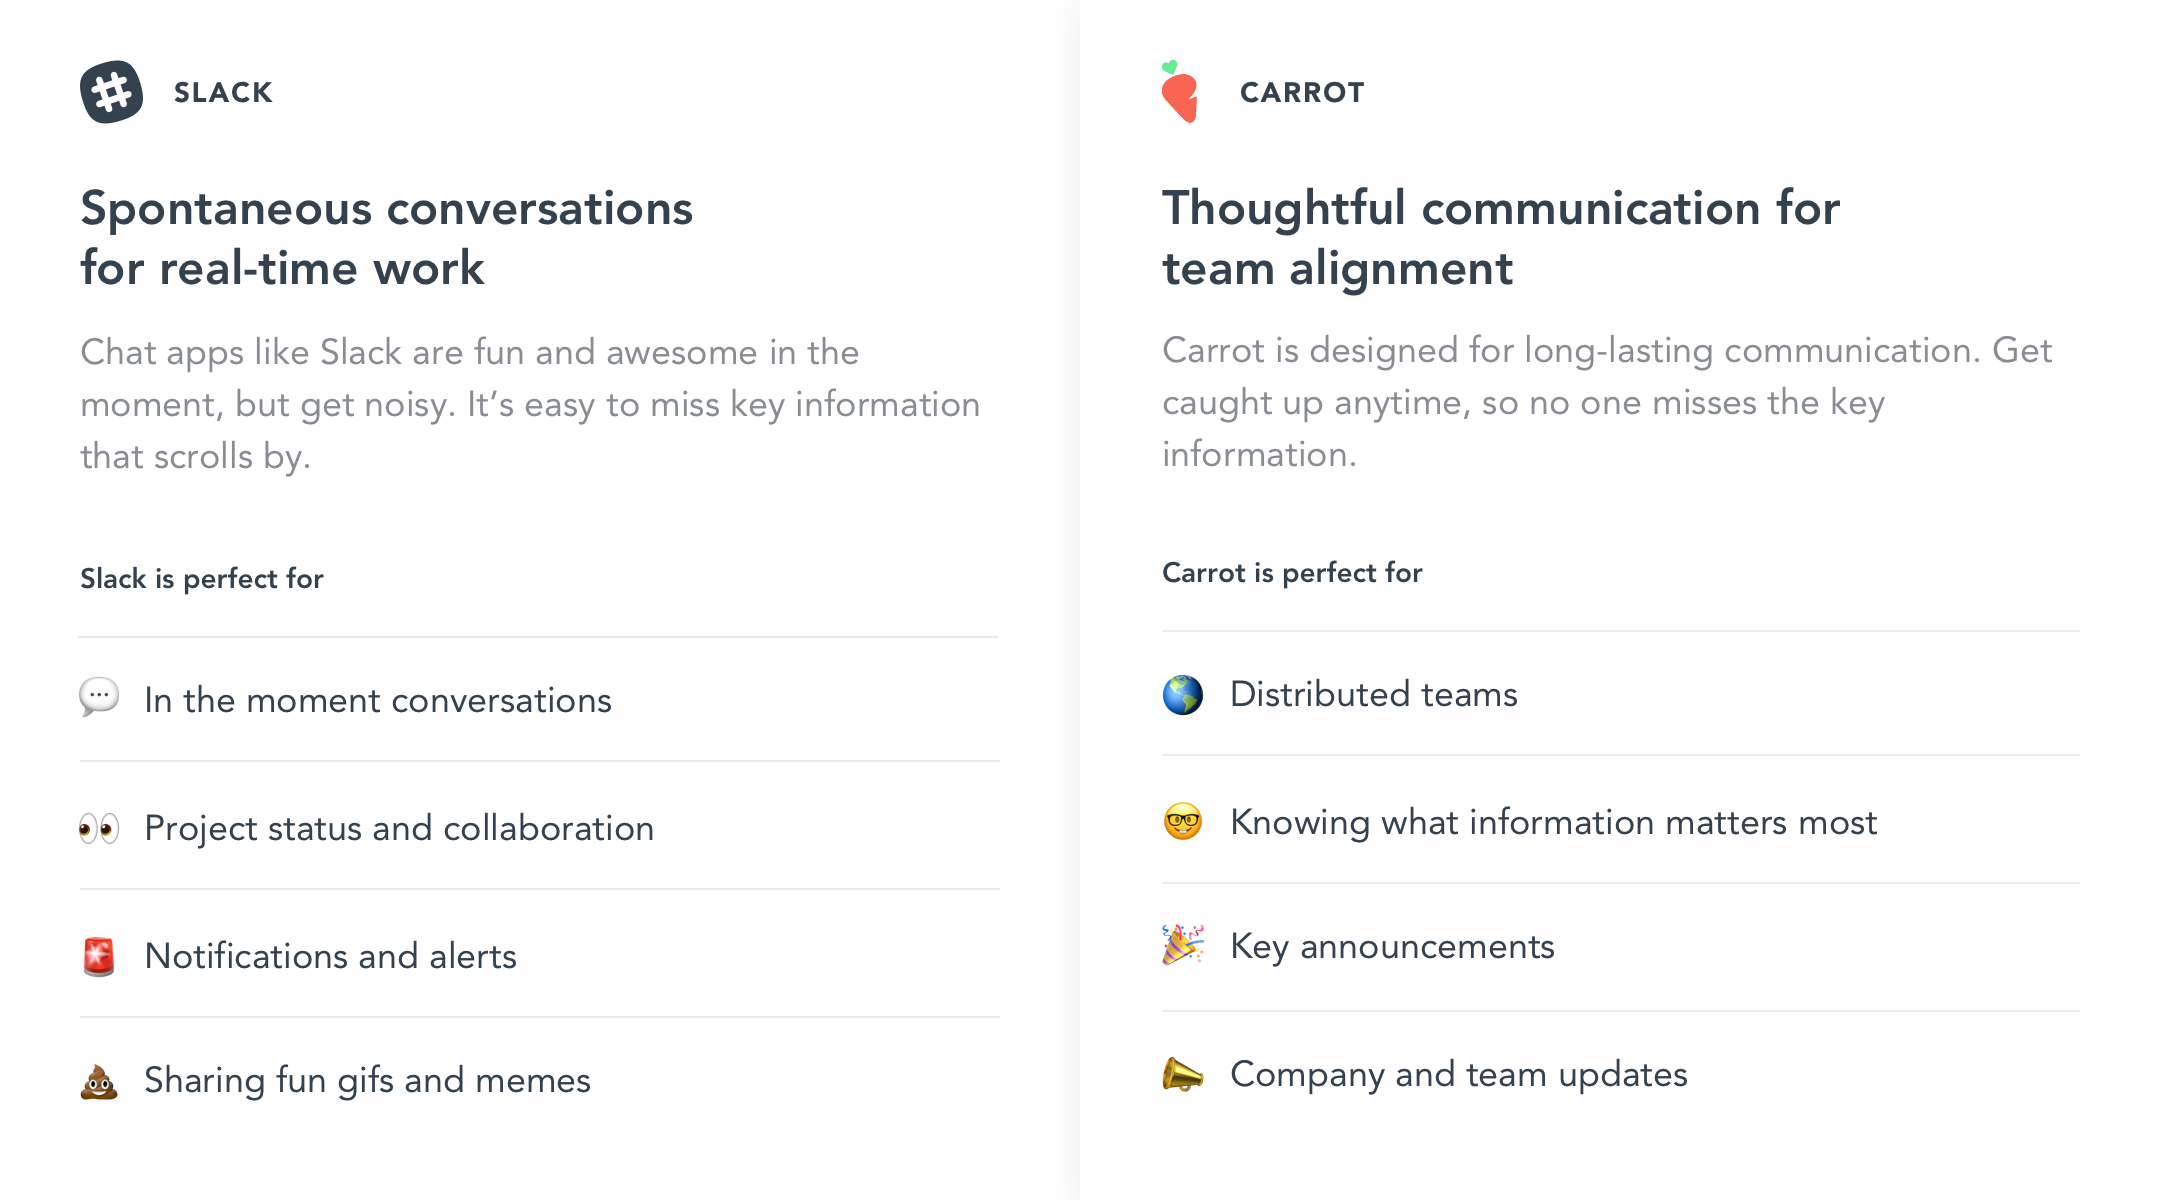 SLACK
Spontaneous conversations
for real-time work
Chat apps like Slack are fun and awesome in the
moment, but get noisy. It’s easy to miss key information
that scrolls by.
Slack is perfect for
In the moment conversations
Project status and collaboration
Notifications and alerts
Sharing fun gifs and memes
CARROT
Thoughtful communication for
team alignment
Carrot is designed for long-lasting communication. Get
caught up anytime, so no one misses the key
information.
Carrot is perfect for
Distributed teams
Knowing what information matters most
Key announcements
Company and team updates